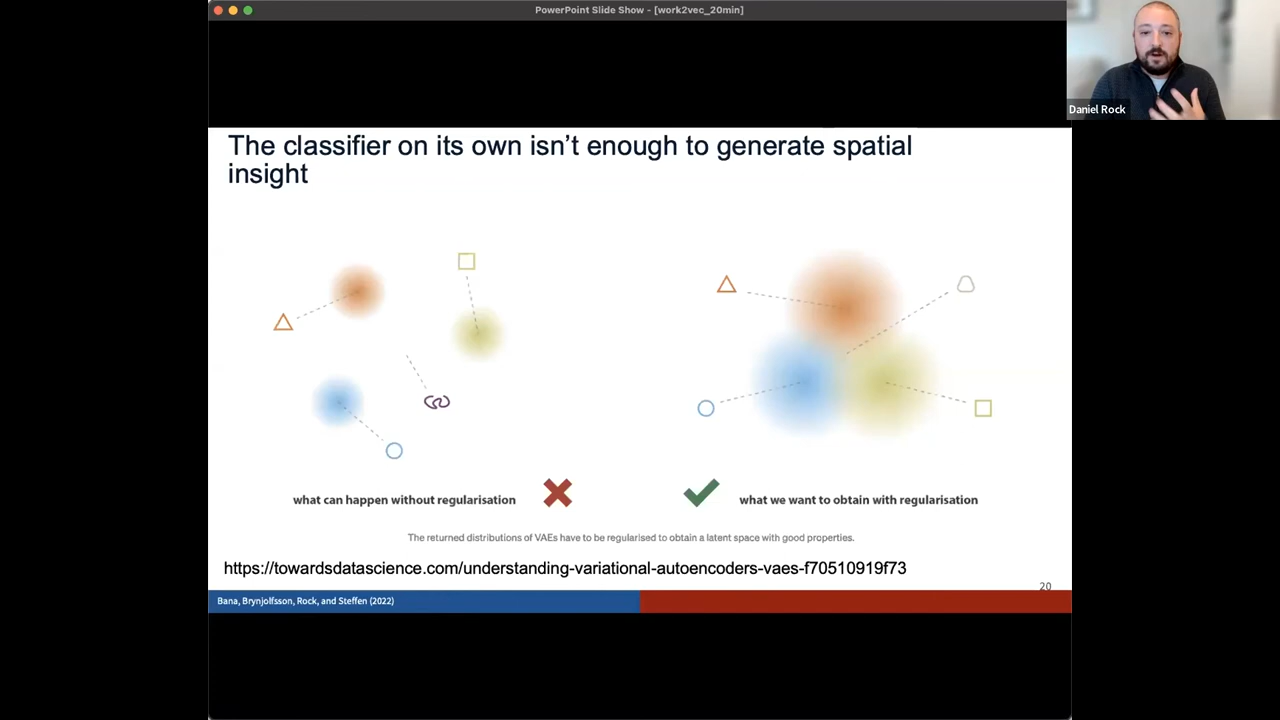 PowerPoint Slide Show - [work2vec_20min]
Daniel Rock
The classifier on its own isn’t enough to generate spatial
insight
what can happen without regularisation
what we want to obtain with regularisation
The returned distributions of VAEs have to be regularised to obtain a latent space with good properties.
https://towardsdatascience.com/understanding-variational-autoencoders-vaes-f70510919f73
20
Bana, Brynjolfsson, Rock, and Steffen (2022)